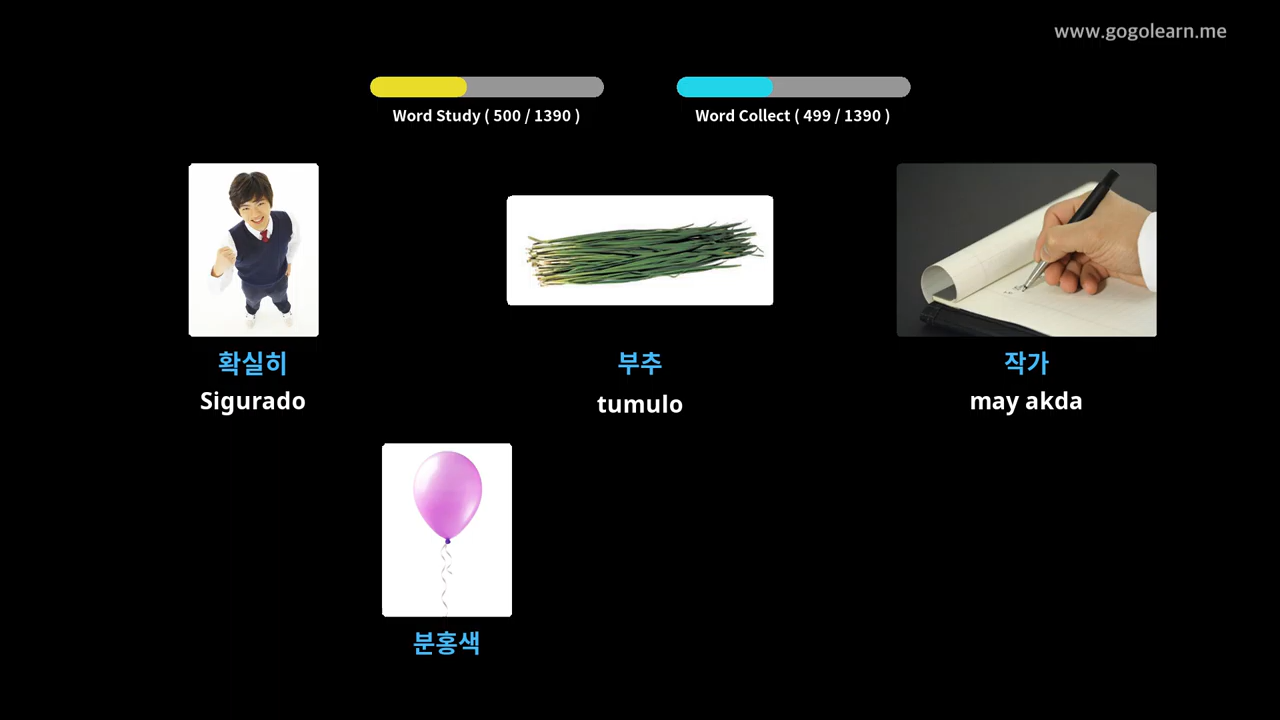 www.gogolearn.me
Word Study ( 500 / 1390 )
Word Collect ( 499 / 1390 )
확실히
Sigurado
부추
tumulo
작가
may akda
분홍색